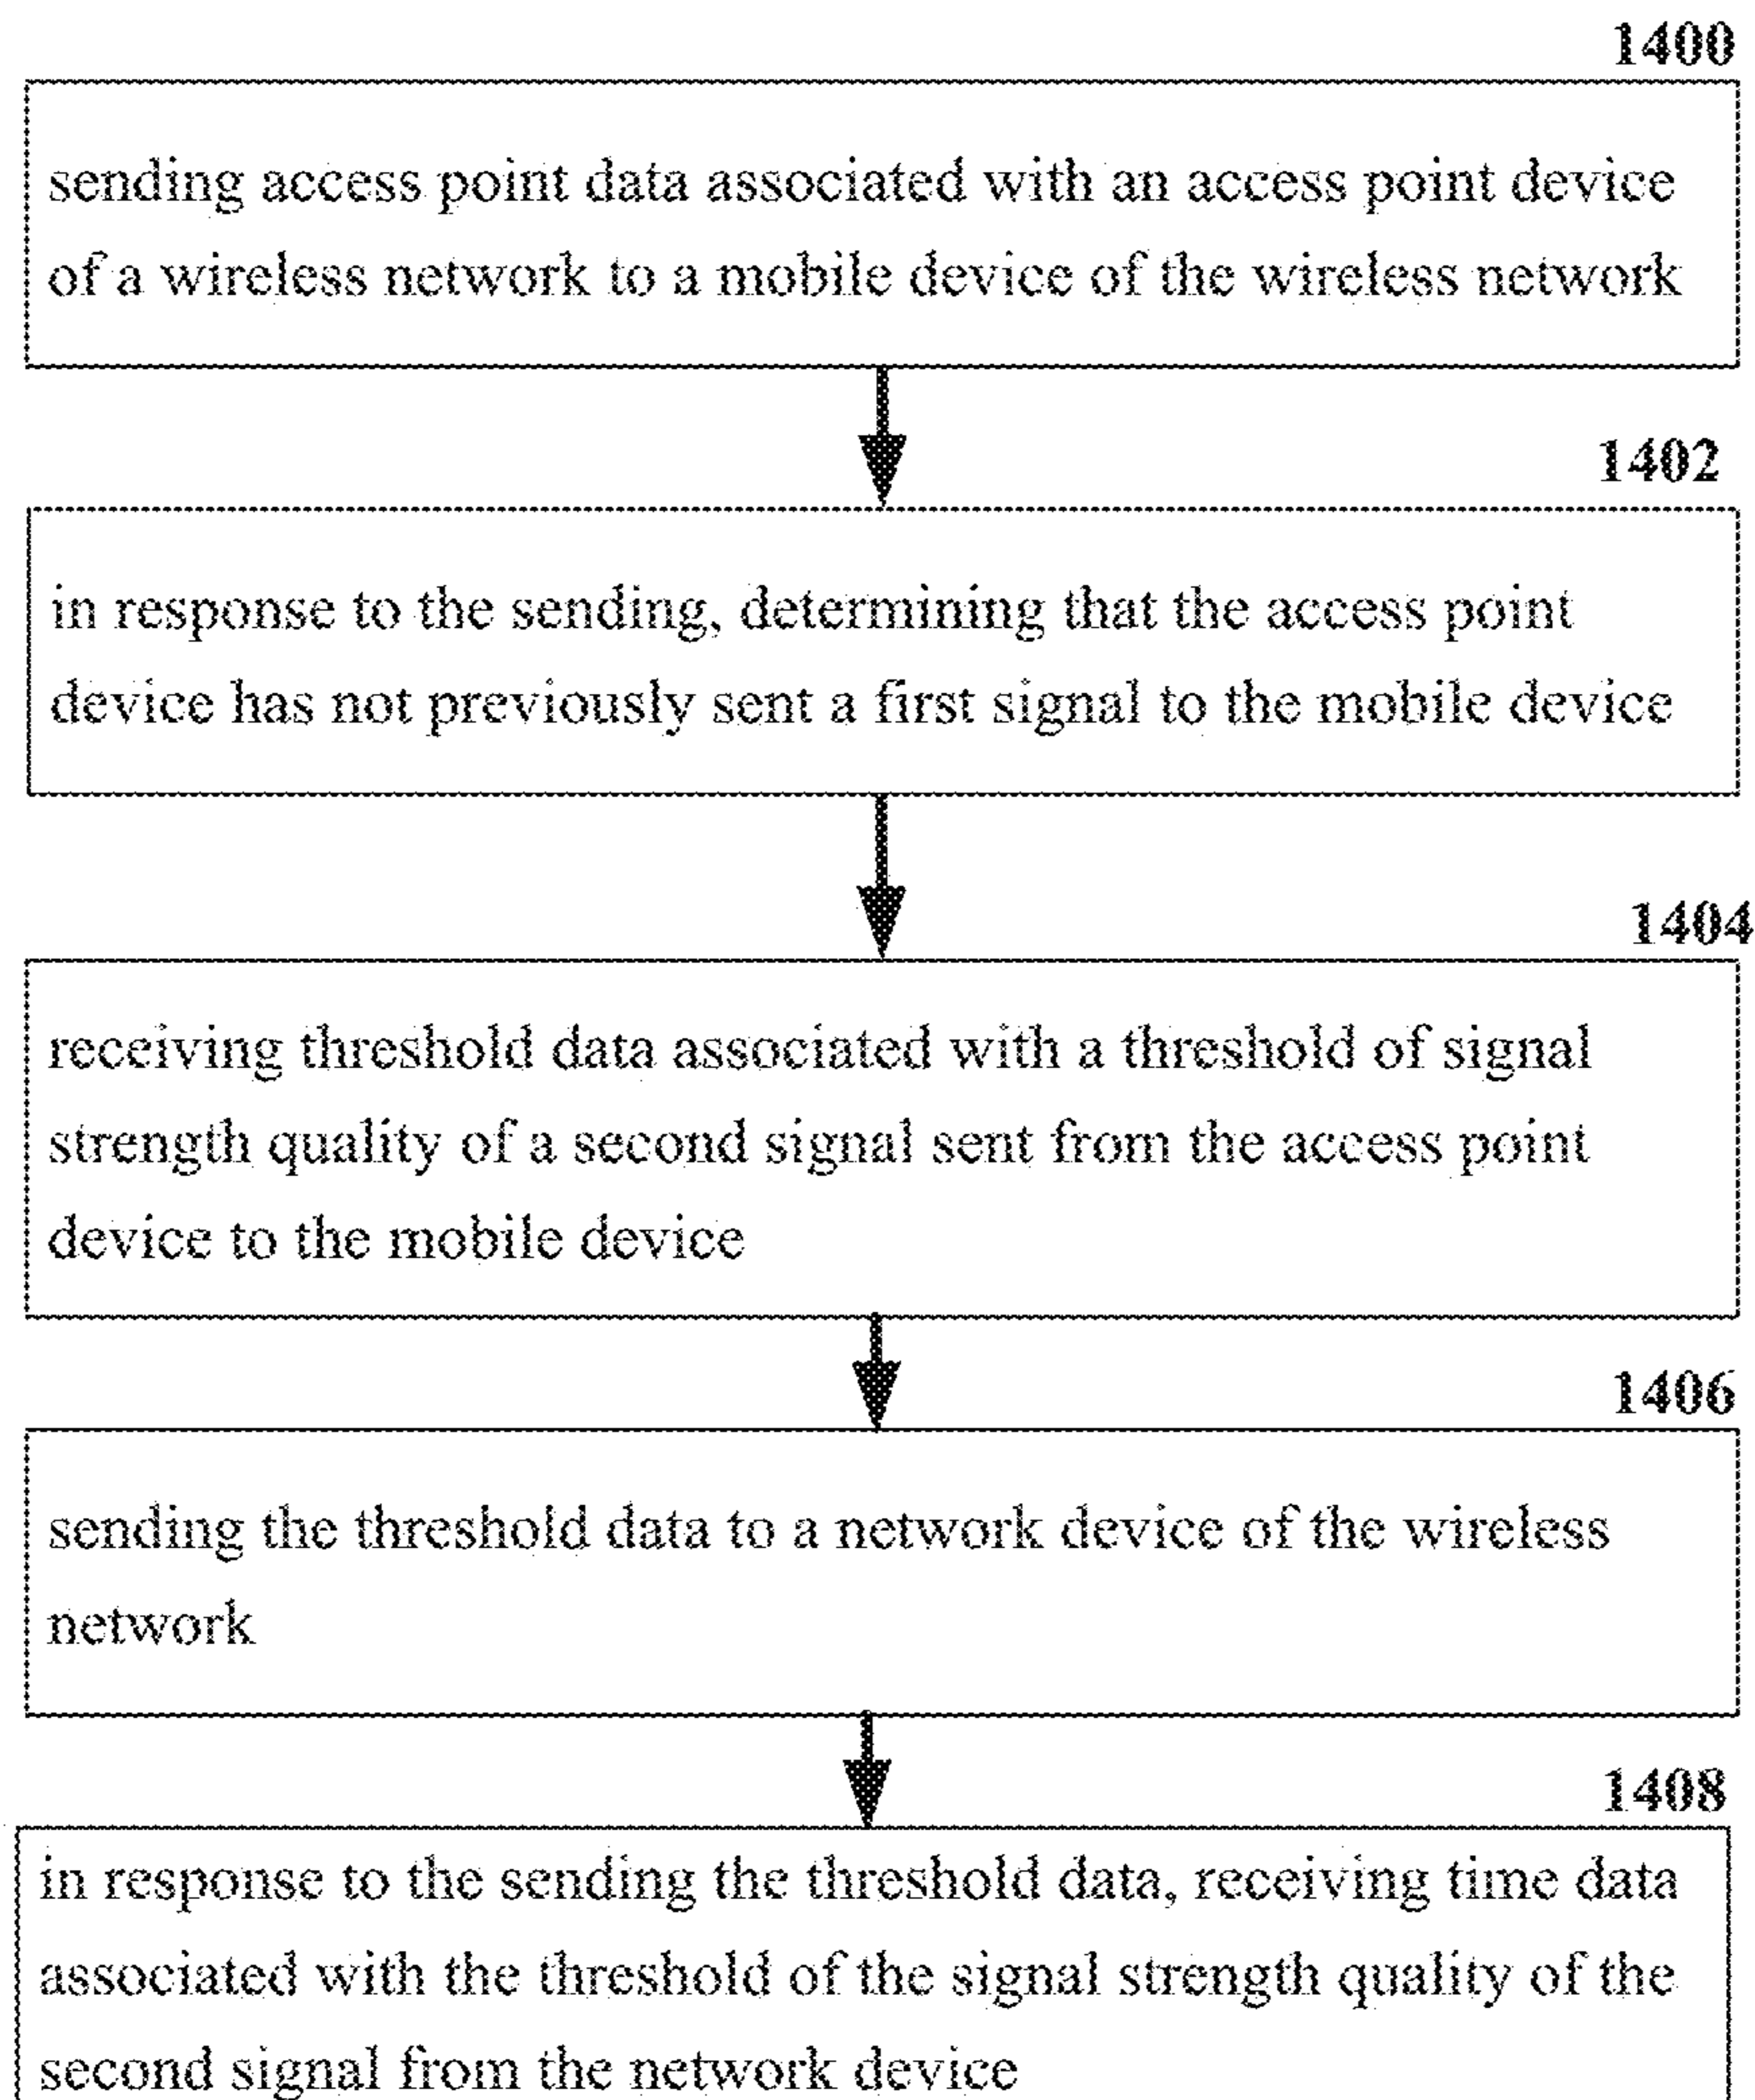 1400
sending access point data associated with an access point device
of a wireless network to a mobile device of the wireless network
1402
in response to the sending, determining that the access point
device has not previously sent a first signal to the mobile device
1404
receiving threshold data associated with a threshold of signal
strength quality of a second signal sent from the access point
device to the mobile device
1406
sending the threshold data to a network device of the wireless
network
1408
in response to the sending the threshold data, receiving time data
associated with the threshold of the signal strength quality of the
second signal from the network device